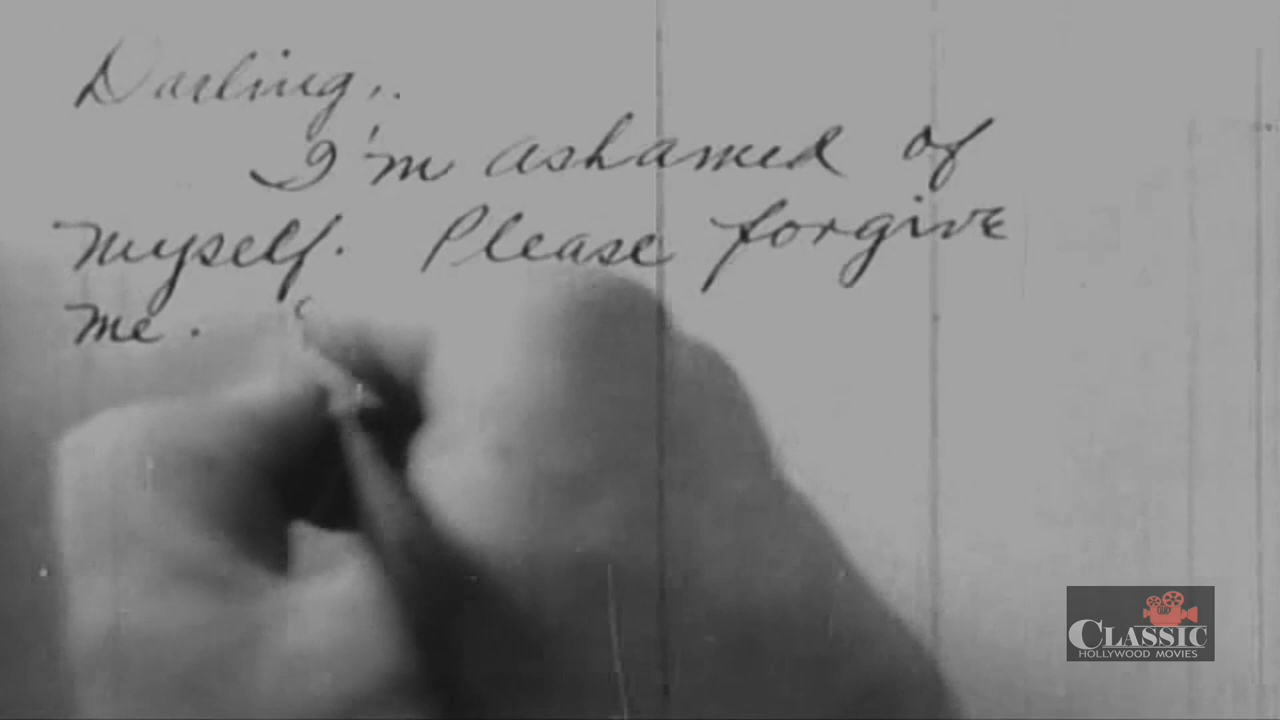 Darling,.
I'm ashamed of
myself. Please forgive
me.
CLASSIC
HOLLYWOOD MOVIES